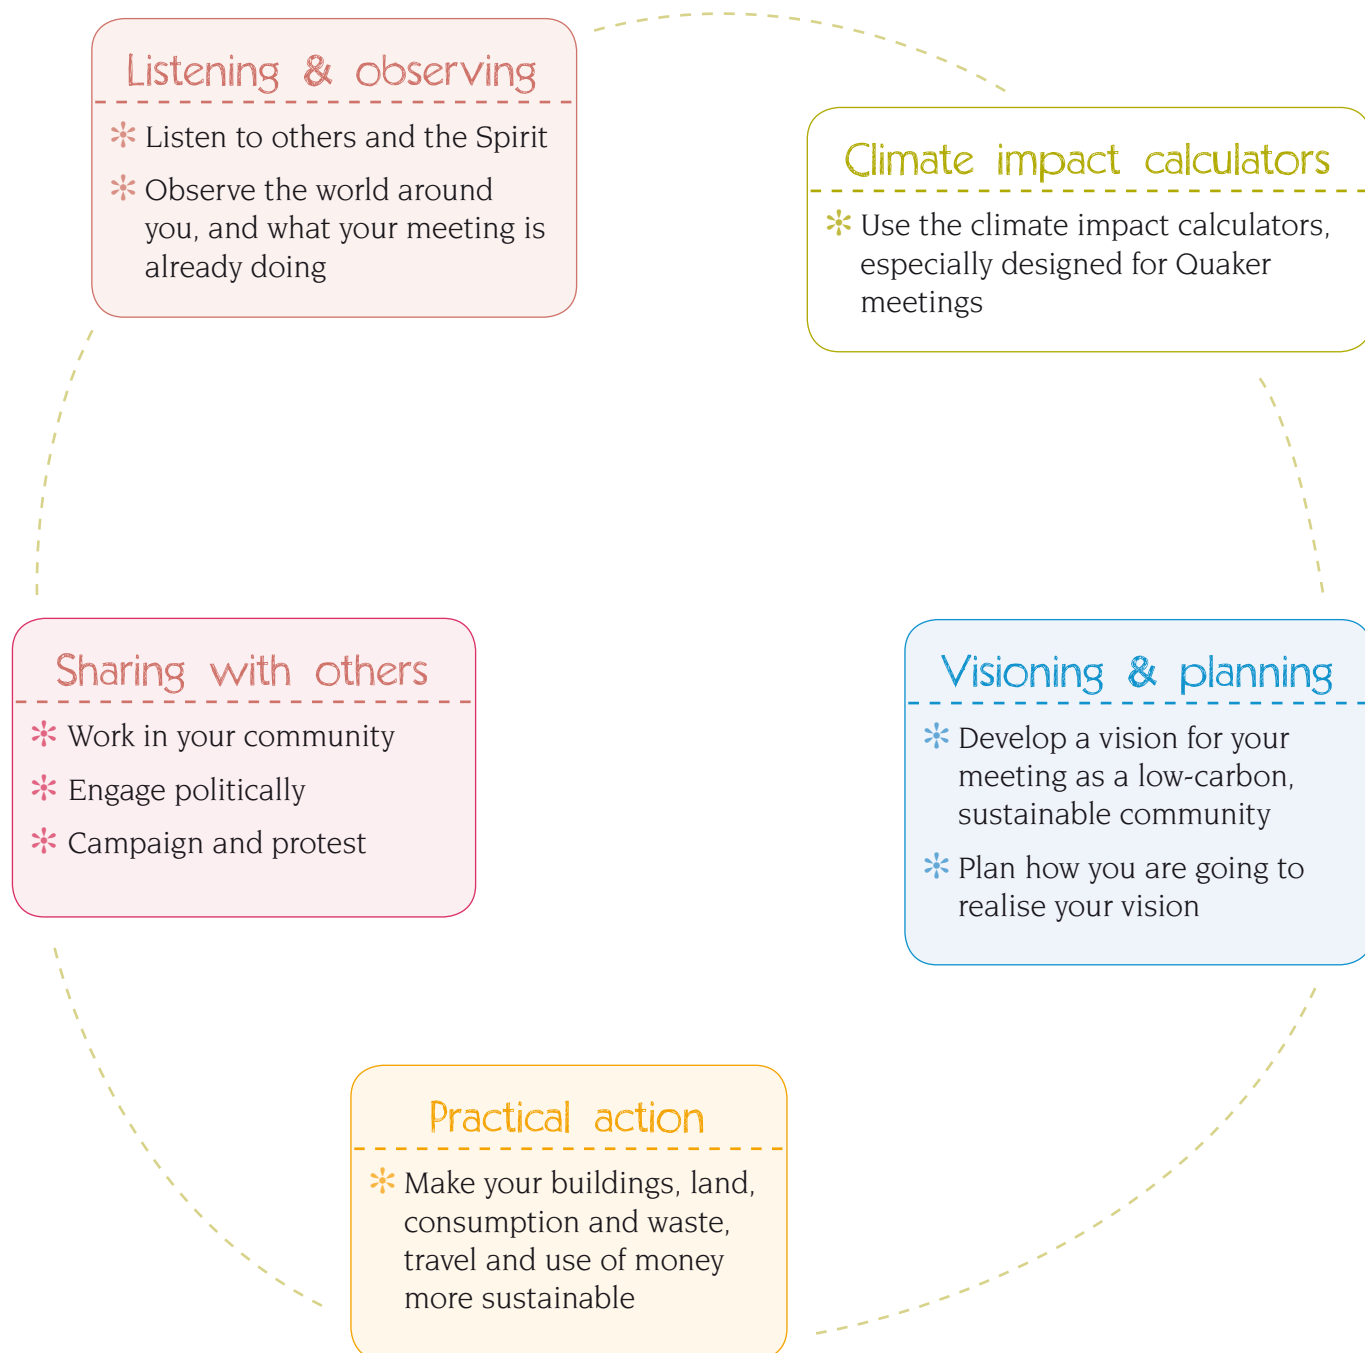 Listening & observing
Listen to others and the Spirit
Observe the world around
you, and what your meeting is
already doing
Climate impact calculators
Use the climate impact calculators,
especially designed for Quaker
meetings
Sharing with others
Work in your community
Engage politically
Campaign and protest
Visioning & planning
Develop a vision for your
meeting as a low-carbon,
sustainable community
Plan how you are going to
realise your vision
Practical action
Make your buildings, land,
consumption and waste,
travel and use of money
more sustainable